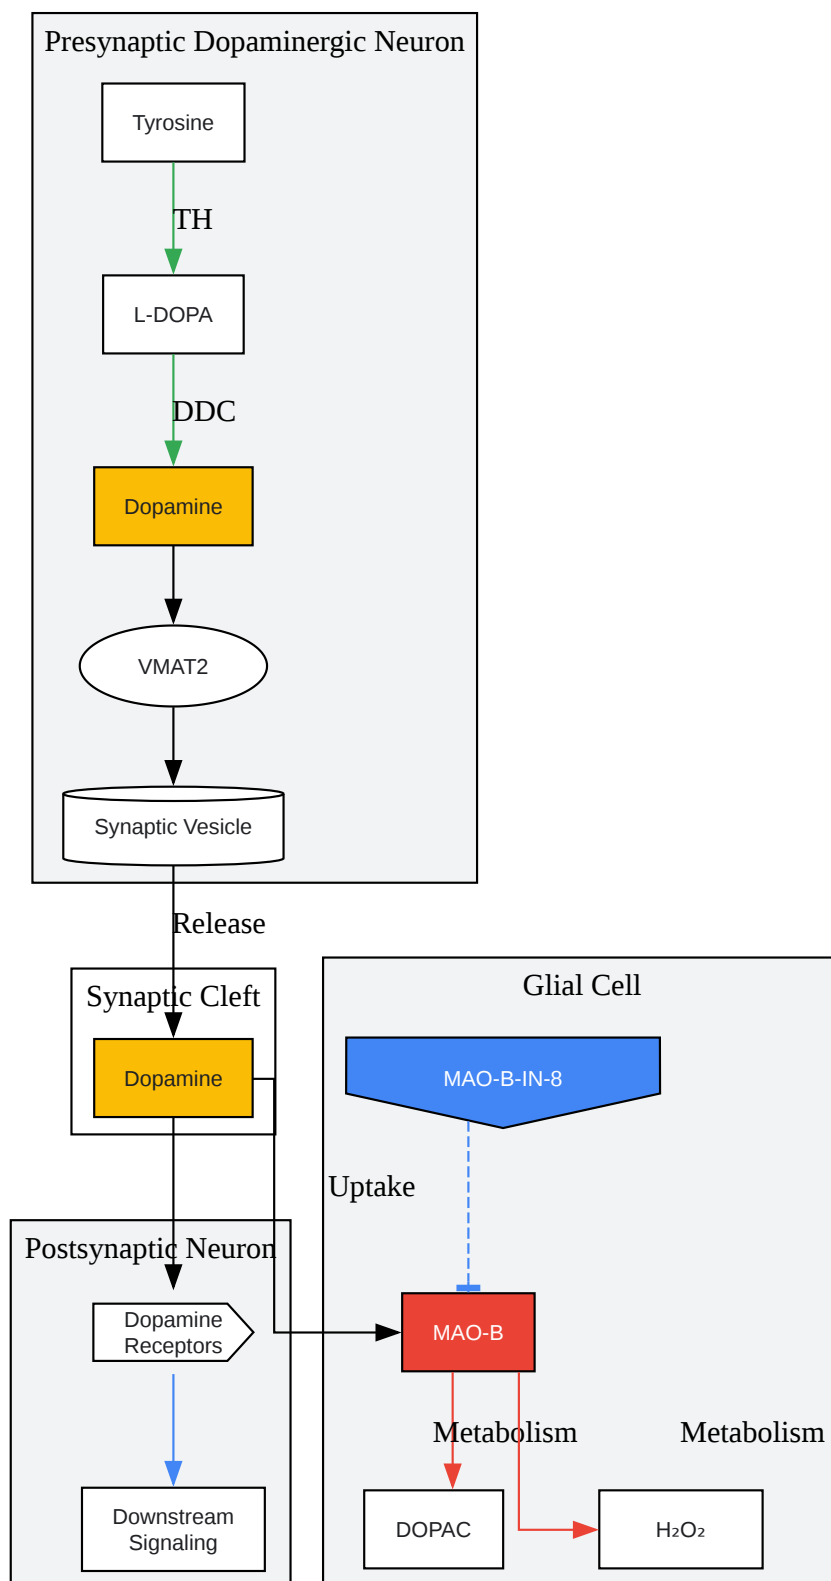 Presynaptic Dopaminergic Neuron
Tyrosine
TH
L-DOPA
DDC
Dopamine
VMAT2
Synaptic Vesicle
Release
Synaptic Cleft
Dopamine
Glial Cell
MAO-B-IN-8
Uptake
Postsynaptic Neuron
Dopamine
Receptors
MAO-B
Metabolism
Metabolism
Downstream
Signaling
DOPAC
H₂O₂